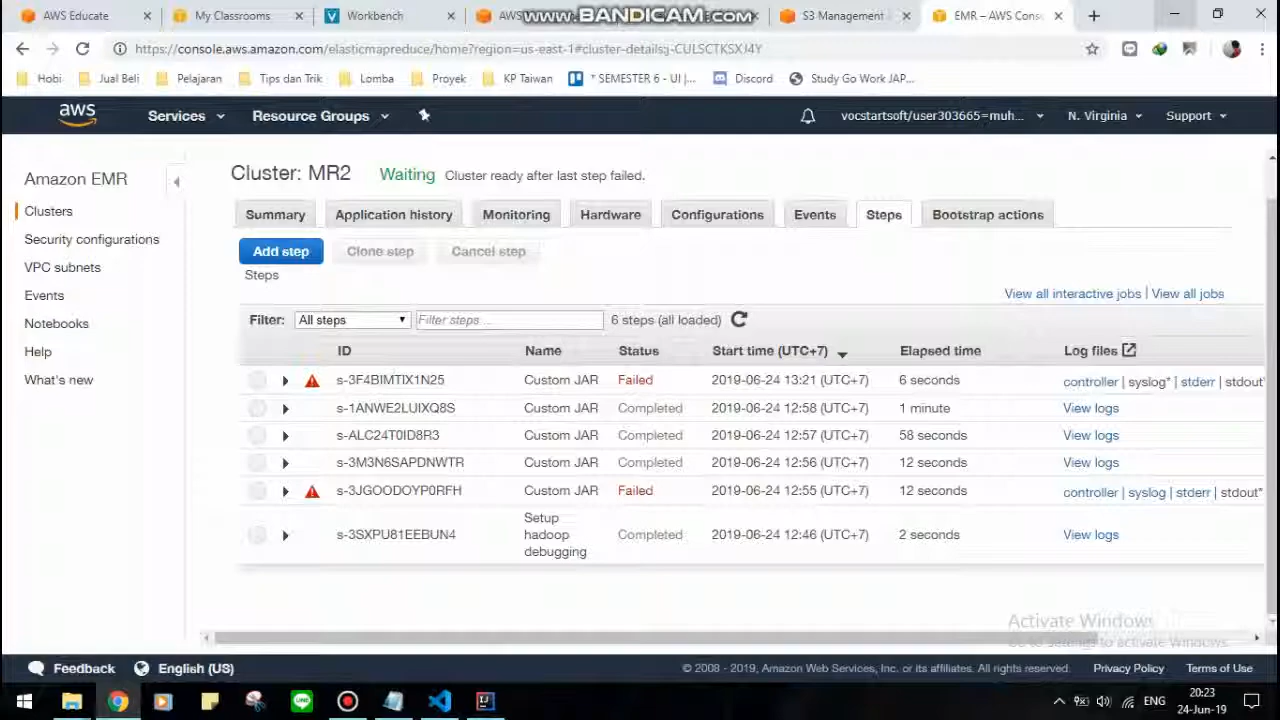 AWS Educate
My Classrooms
Workbench
AWS
www.BANDICAM.com
S3 Management
EMR – AWS Cons
https://console.aws.amazon.com/elasticmapreduce/home?region=us-east-1#cluster-details:j-CULSCTKSXJ4Y
Hobi
Jual Beli
Pelajaran
Tips dan Trik
Lomba
Proyek
KP Taiwan
* SEMESTER 6 - UI |...
Discord
Study Go Work JAP...
aws
Services
Resource Groups
vocstartsoft/user303665=muh...
N. Virginia
Support
Amazon EMR
Clusters
Security configurations
VPC subnets
Events
Notebooks
Help
What's new
Cluster: MR2 Waiting Cluster ready after last step failed.
Summary
Application history
Monitoring
Hardware
Configurations
Events
Steps
Bootstrap actions
Add step
Clone step
Cancel step
Steps
View all interactive jobs | View all jobs
Filter: All steps Filter steps ... 6 steps (all loaded)
ID Name Status Start time (UTC+7) Elapsed time Log files
s-3F4BIMTIX1N25 Custom JAR Failed 2019-06-24 13:21 (UTC+7) 6 seconds controller | syslog* | stderr | stdout*
s-1ANWE2LUIXQ8S Custom JAR Completed 2019-06-24 12:58 (UTC+7) 1 minute View logs
s-ALC24T0ID8R3 Custom JAR Completed 2019-06-24 12:57 (UTC+7) 58 seconds View logs
s-3M3N6SAPDNWTR Custom JAR Completed 2019-06-24 12:56 (UTC+7) 12 seconds View logs
s-3JGOODOYP0RFH Custom JAR Failed 2019-06-24 12:55 (UTC+7) 12 seconds controller | syslog | stderr | stdout*
s-3SXPU81EEBUN4 Setup hadoop debugging Completed 2019-06-24 12:46 (UTC+7) 2 seconds View logs
Activate Windows
Go to Settings to activate Windows.
Feedback
English (US)
© 2008 - 2019, Amazon Web Services, Inc. or its affiliates. All rights reserved.
Privacy Policy
Terms of Use
ENG
20:23
24-Jun-19